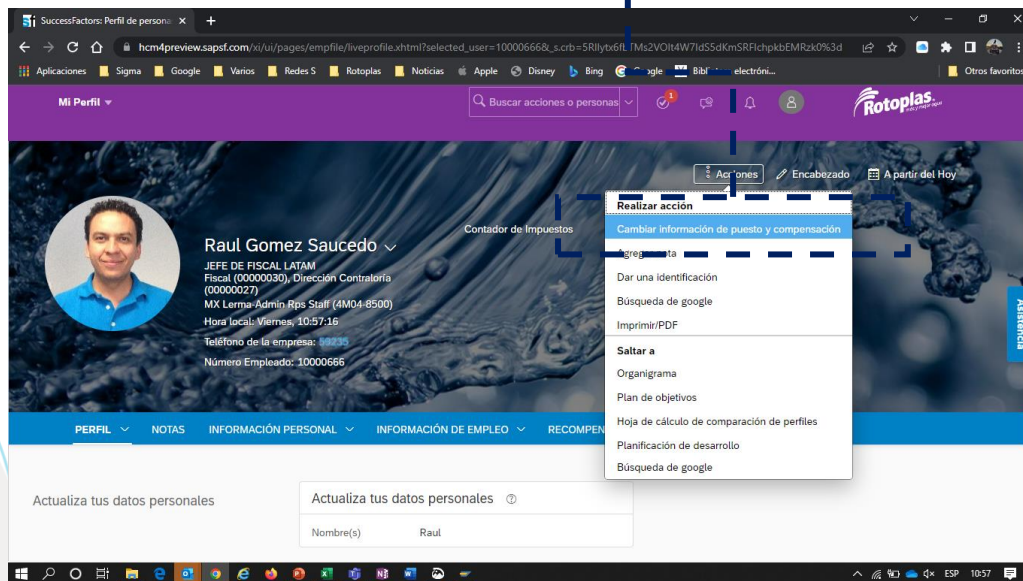 SuccessFactors: Perfil de persona
hcm4preview.sapsf.com/xi/ui/pages/empfile/liveprofile.xhtml?selected_user=10000666&_s.crb=
Aplicaciones Sigma Google Varios Redes S Rotoplas Noticias Apple Disney Bing Otros favoritos
Mi Perfil
Buscar acciones o personas
1
Rotoplas
Acciones Encabezado A partir del Hoy
Realizar acción
Cambiar información de puesto y compensación
Agregar nota
Dar una identificación
Búsqueda de google
Imprimir/PDF
Saltar a
Organigrama
Plan de objetivos
Hoja de cálculo de comparación de perfiles
Planificación de desarrollo
Búsqueda de google
Contador de Impuestos
Raul Gomez Saucedo
JEFE DE FISCAL LATAM
Fiscal (00000030), Dirección Contraloría
(00000027)
MX Lerma-Admin Rps Staff (4M04-8500)
Hora local: Viernes, 10:57:16
Teléfono de la empresa: 59235
Número Empleado: 10000666
Asistencia
PERFIL NOTAS INFORMACIÓN PERSONAL INFORMACIÓN DE EMPLEO RECOMPEN
Actualiza tus datos personales
Actualiza tus datos personales
Nombre(s) Raul
ESP 10:57